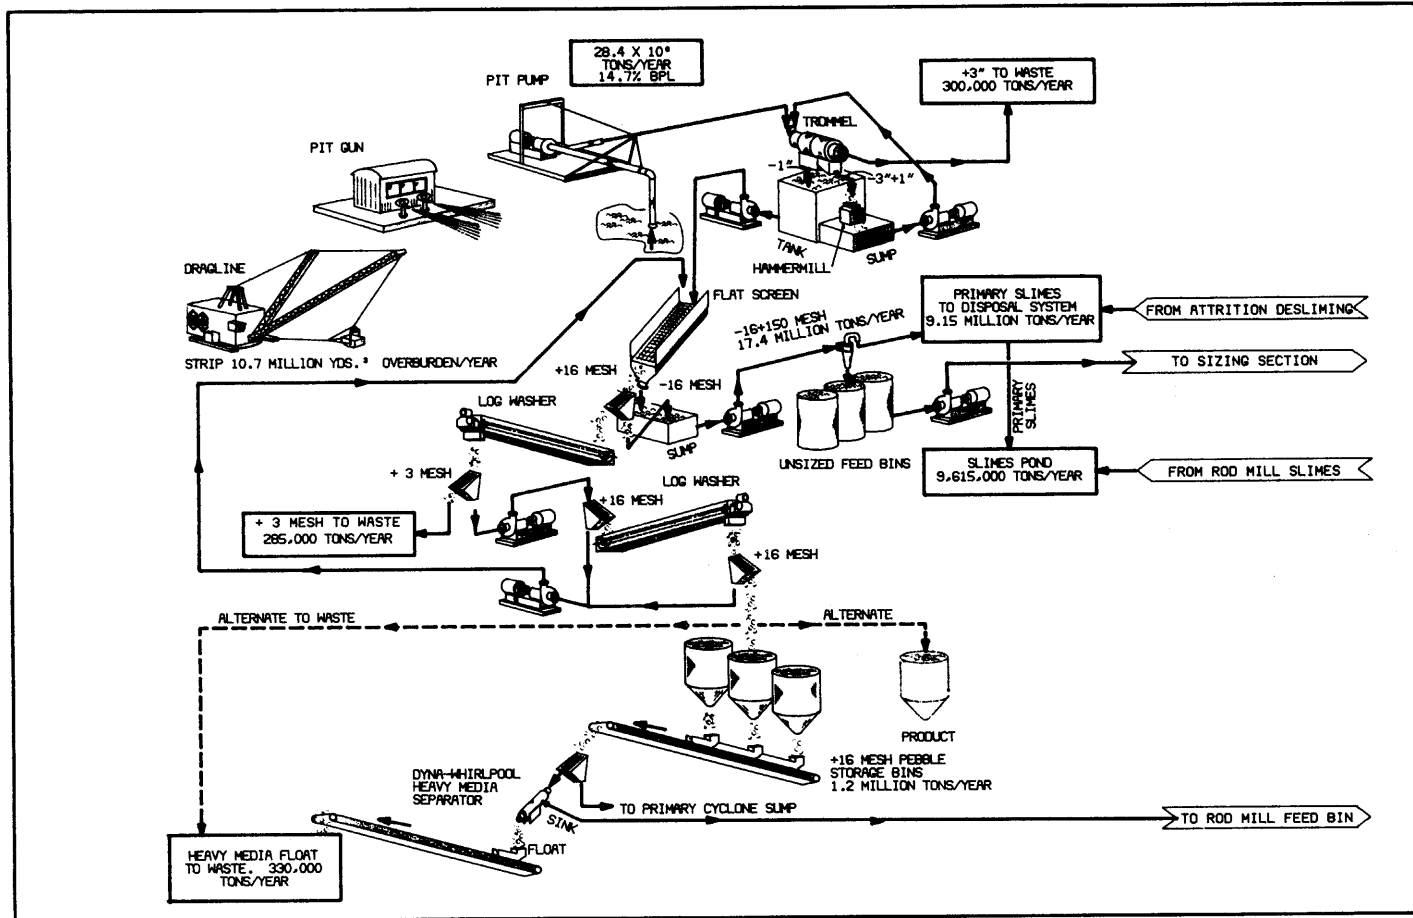 28.4 X 10⁶
TONS/YEAR
14.7% BPL
PIT PUMP
+3" TO WASTE
300,000 TONS/YEAR
TROMMEL
PIT GUN
-1"
-3"+1"
TANK
SUMP
HAMMERMILL
DRAGLINE
FLAT SCREEN
PRIMARY SLIMES
TO DISPOSAL SYSTEM
9.15 MILLION TONS/YEAR
FROM ATTRITION DESLIMING
-16+150 MESH
17.4 MILLION TONS/YEAR
STRIP 10.7 MILLION YDS.³ OVERBURDEN/YEAR
TO SIZING SECTION
+16 MESH
-16 MESH
LOG WASHER
PRIMARY
SLIMES
SUMP
UNSIZED FEED BINS
SLIMES POND
9,615,000 TONS/YEAR
FROM ROD MILL SLIMES
+ 3 MESH
LOG WASHER
+16 MESH
+ 3 MESH TO WASTE
285,000 TONS/YEAR
+16 MESH
ALTERNATE TO WASTE
ALTERNATE
PRODUCT
+16 MESH PEBBLE
STORAGE BINS
1.2 MILLION TONS/YEAR
DYNA-WHIRLPOOL
HEAVY MEDIA
SEPARATOR
TO PRIMARY CYCLONE SUMP
SINK
TO ROD MILL FEED BIN
FLOAT
HEAVY MEDIA FLOAT
TO WASTE. 330,000
TONS/YEAR